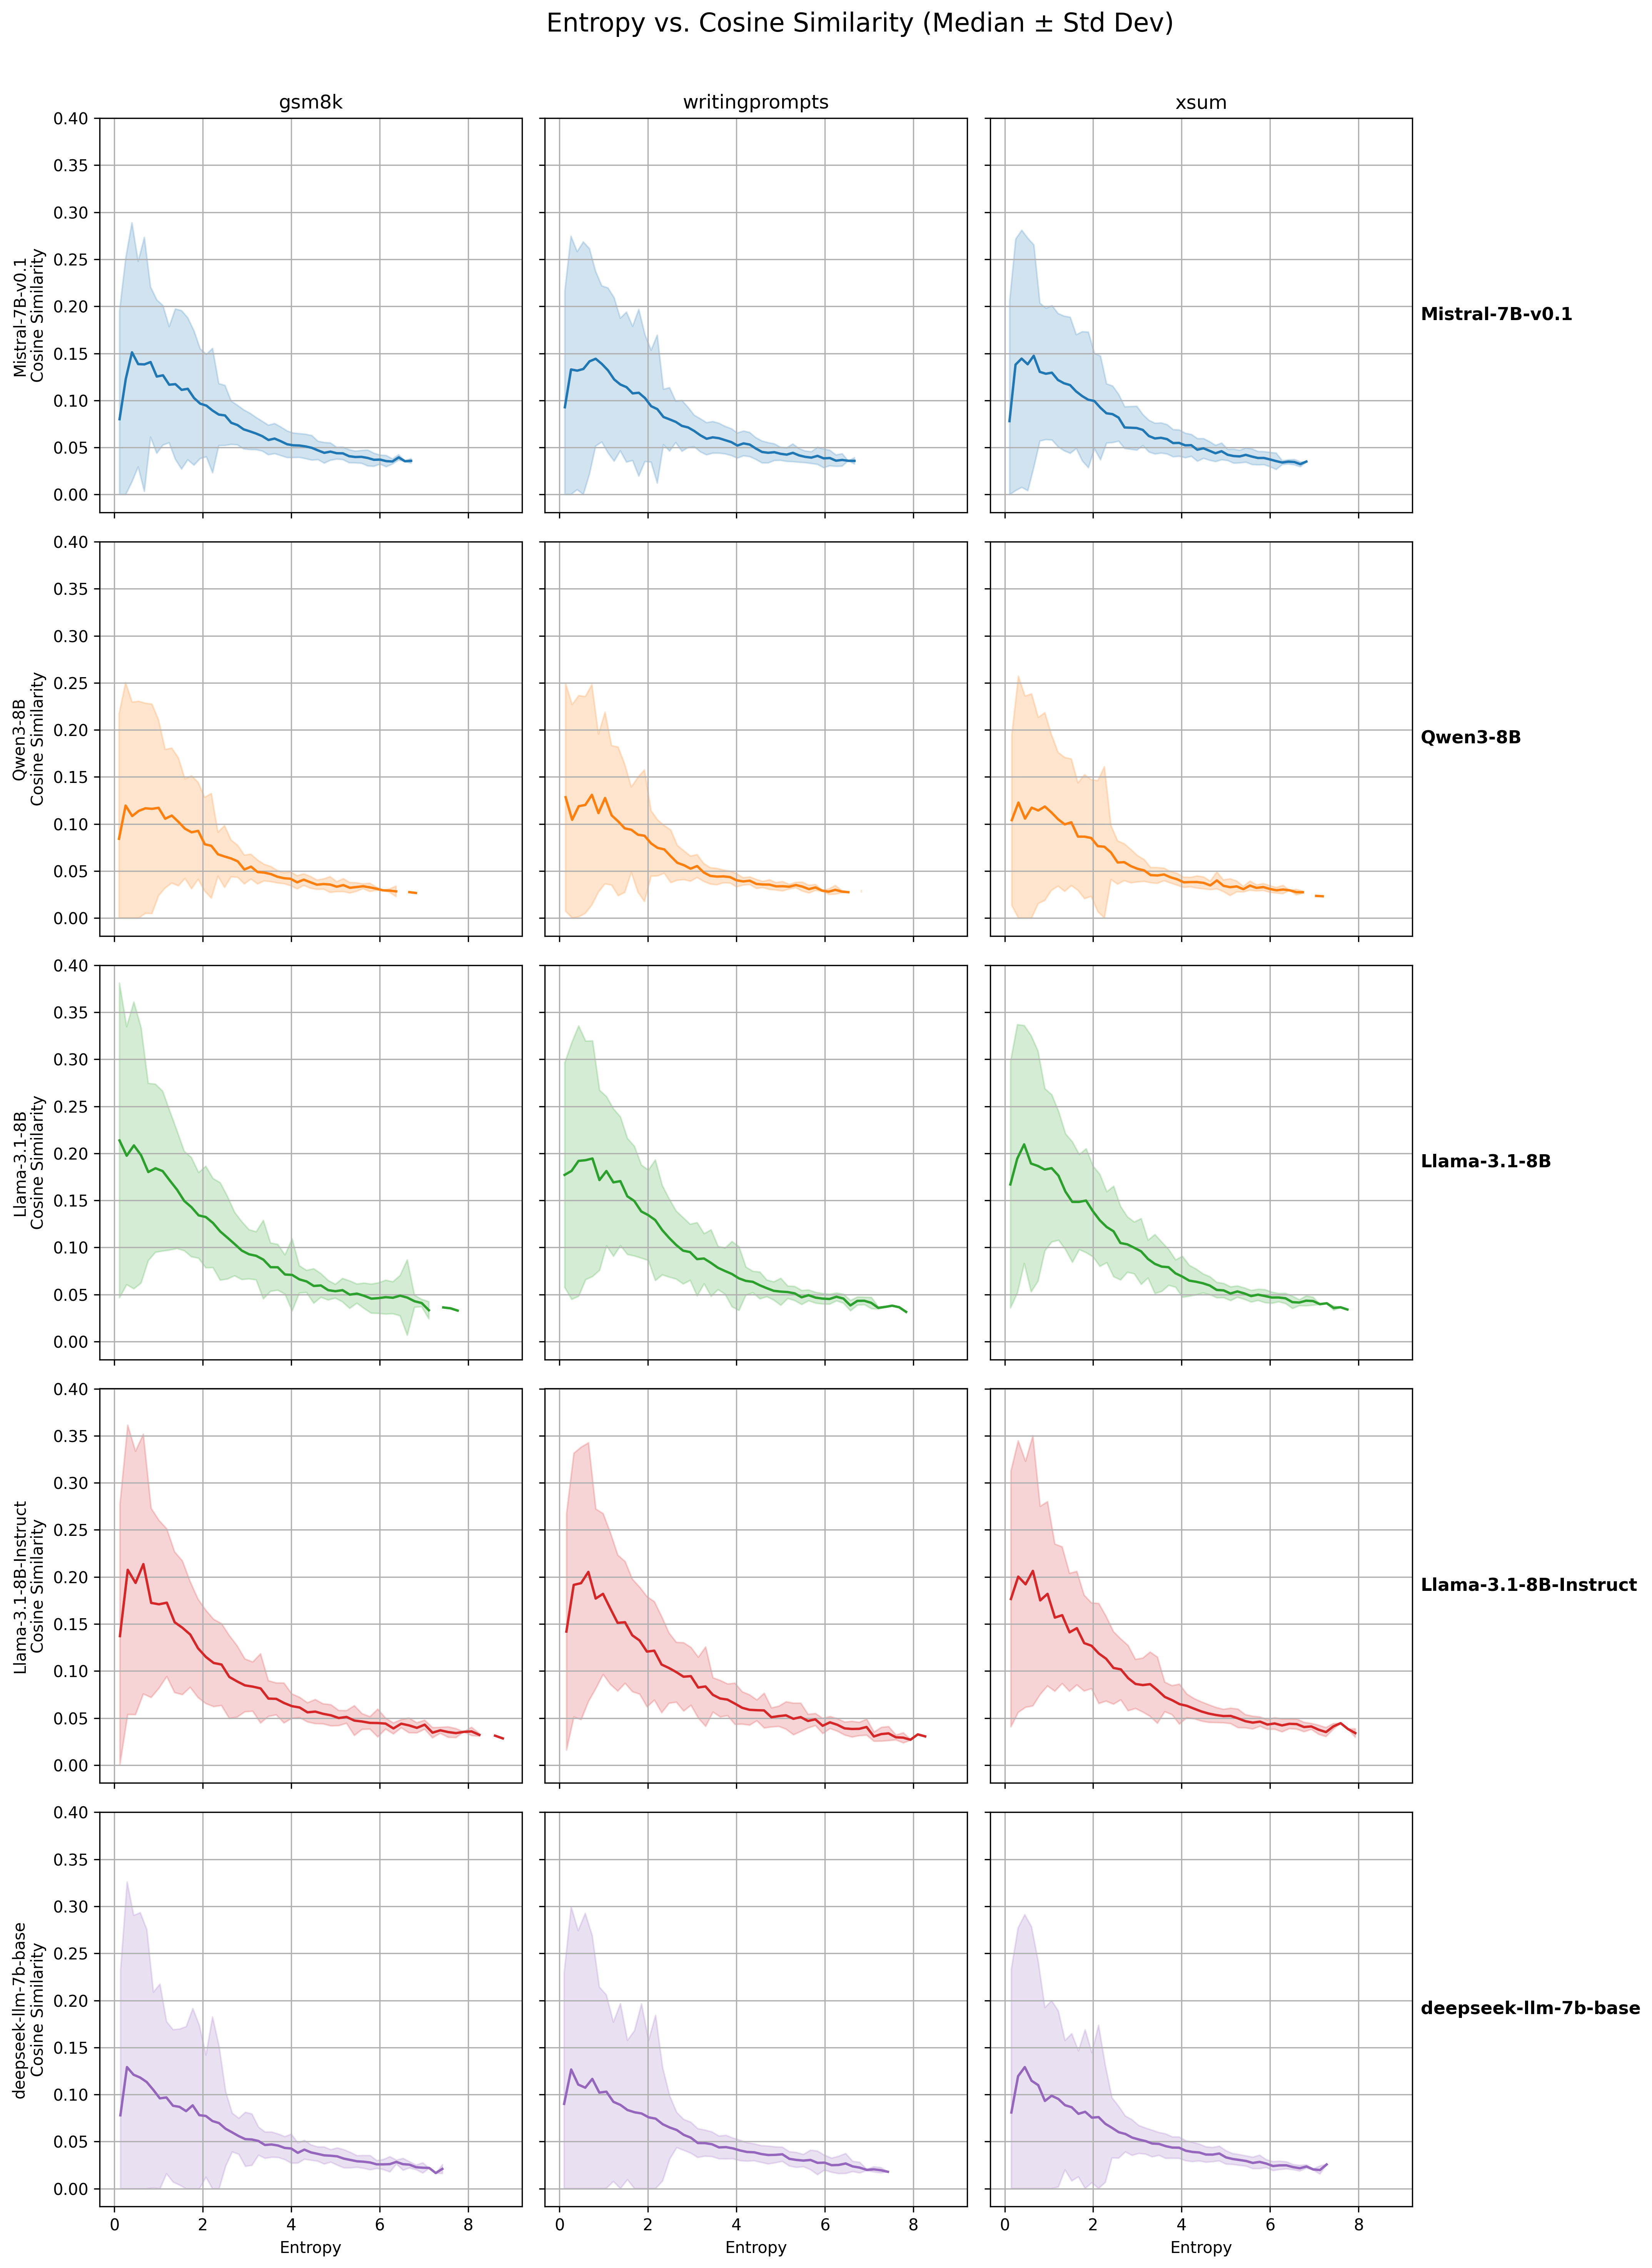 Entropy vs. Cosine Similarity (Median ± Std Dev)
gsm8k
writingprompts
xsum
0.40
0.35
0.30
0.25
0.20
0.15
0.10
0.05
0.00
Mistral-7B-v0.1
Cosine Similarity
Mistral-7B-v0.1
0.40
0.35
0.30
0.25
0.20
0.15
0.10
0.05
0.00
Qwen3-8B
Cosine Similarity
Qwen3-8B
0.40
0.35
0.30
0.25
0.20
0.15
0.10
0.05
0.00
Llama-3.1-8B
Cosine Similarity
Llama-3.1-8B
0.40
0.35
0.30
0.25
0.20
0.15
0.10
0.05
0.00
Llama-3.1-8B-Instruct
Cosine Similarity
Llama-3.1-8B-Instruct
0.40
0.35
0.30
0.25
0.20
0.15
0.10
0.05
0.00
deepseek-llm-7b-base
Cosine Similarity
deepseek-llm-7b-base
0 2 4 6 8
0 2 4 6 8
0 2 4 6 8
Entropy
Entropy
Entropy